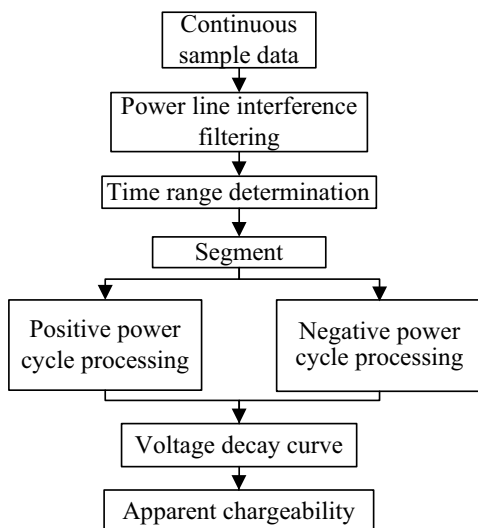 Continuous
sample data
Power line interference
filtering
Time range determination
Segment
Positive power
cycle processing
Negative power
cycle processing
Voltage decay curve
Apparent chargeability